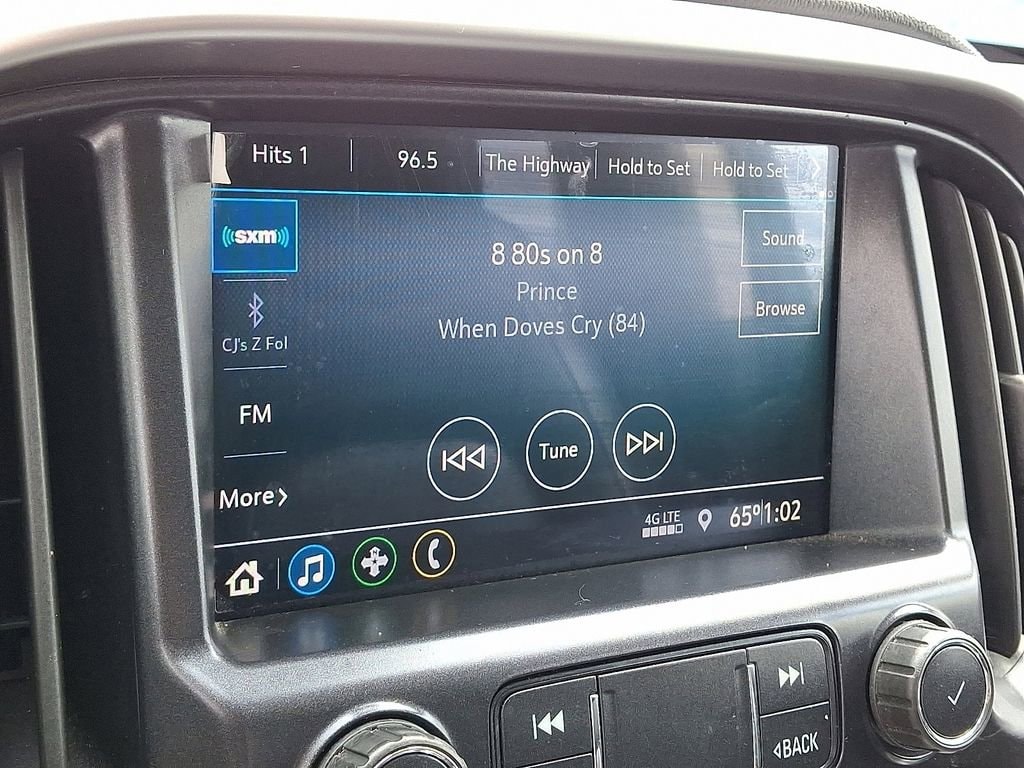 Hits 1
96.5
The Highway
Hold to Set
Hold to Set
sxm
8 80s on 8
Sound
Prince
Browse
When Doves Cry (84)
CJ's Z Fol
FM
Tune
More
4G LTE
65º
1:02
BACK